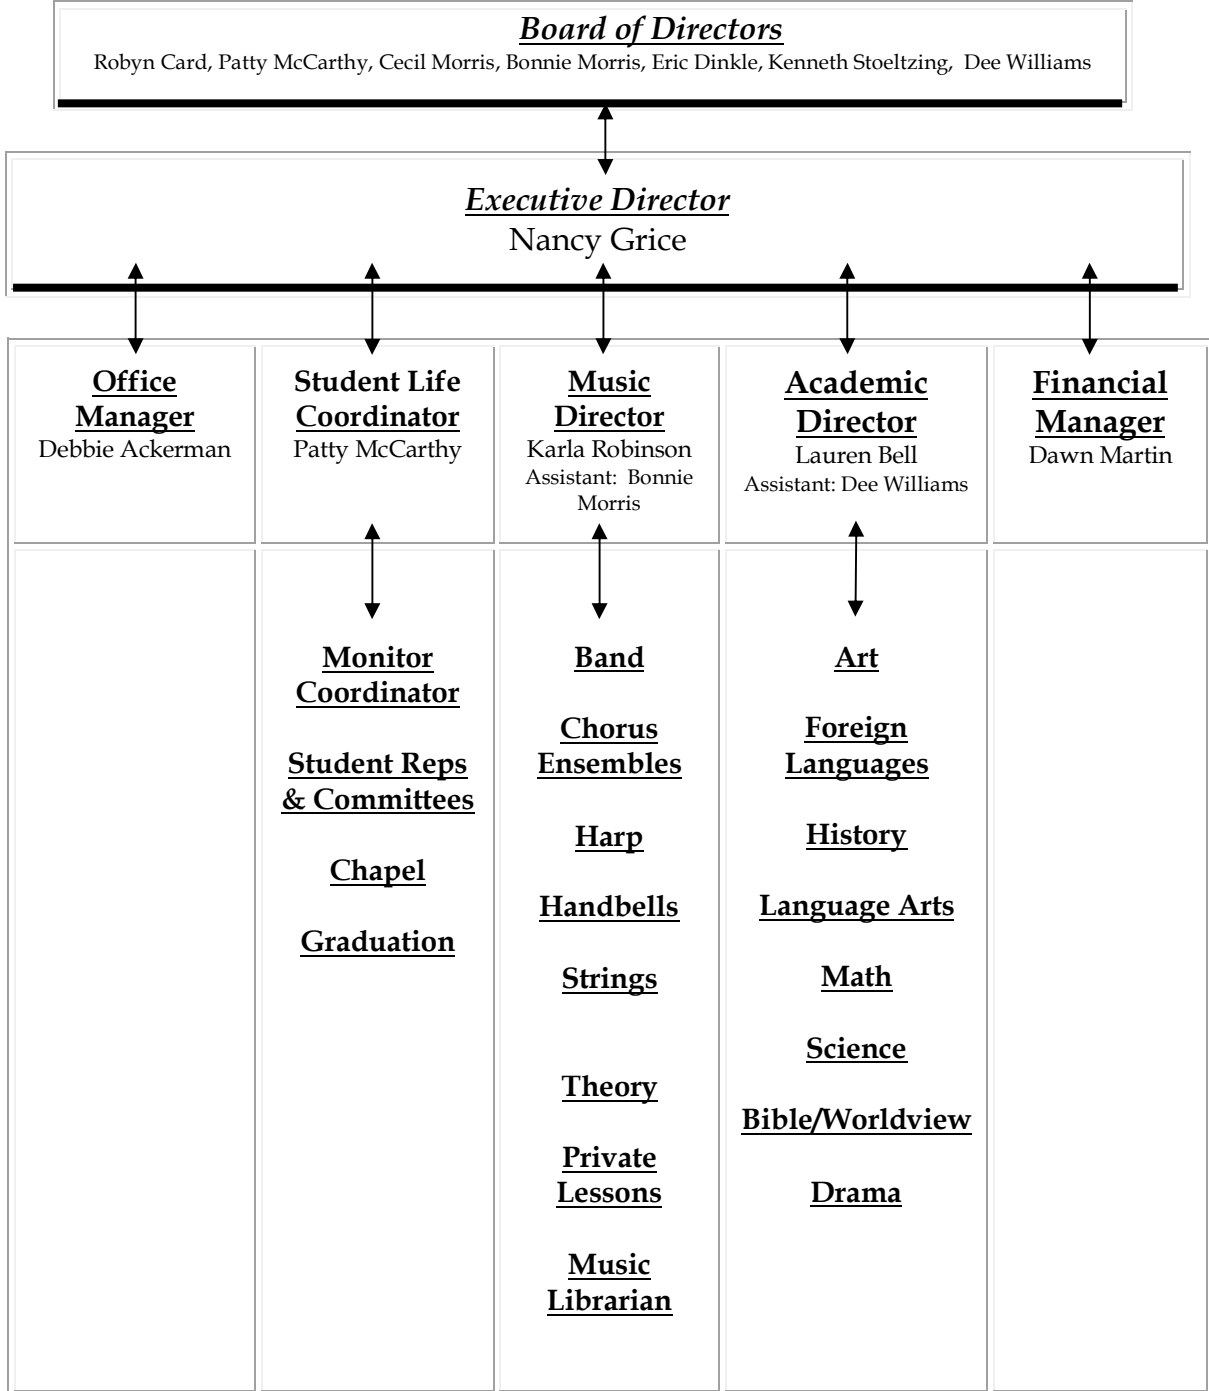 Board of Directors
Robyn Card, Patty McCarthy, Cecil Morris, Bonnie Morris, Eric Dinkle, Kenneth Stoeltzing, Dee Williams
Executive Director
Nancy Grice
Office
Manager
Debbie Ackerman
Student Life
Coordinator
Patty McCarthy
Music
Director
Karla Robinson
Assistant: Bonnie
Morris
Academic
Director
Lauren Bell
Assistant: Dee Williams
Financial
Manager
Dawn Martin
Monitor
Coordinator
Student Reps
& Committees
Chapel
Graduation
Band
Chorus
Ensembles
Harp
Handbells
Strings
Theory
Private
Lessons
Music
Librarian
Art
Foreign
Languages
History
Language Arts
Math
Science
Bible/Worldview
Drama